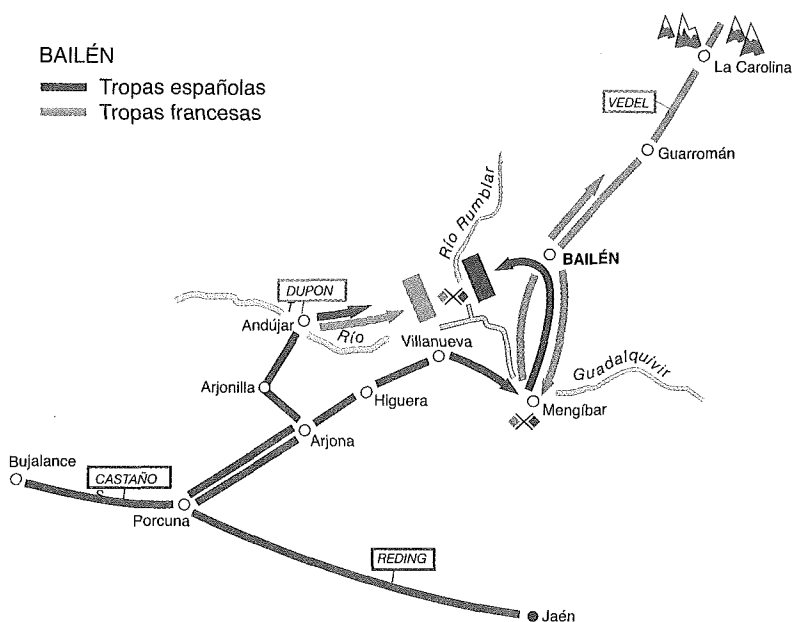 BAILÉN
Tropas españolas
Tropas francesas
La Carolina
VEDEL
Guarromán
Río Rumblar
BAILÉN
DUPON
T
Andújar
Río
Villanueva
Guadalquivir
Arjonilla
Higuera
Mengíbar
Arjona
Bujalance
CASTAÑO
S
Porcuna
REDING
Jaén